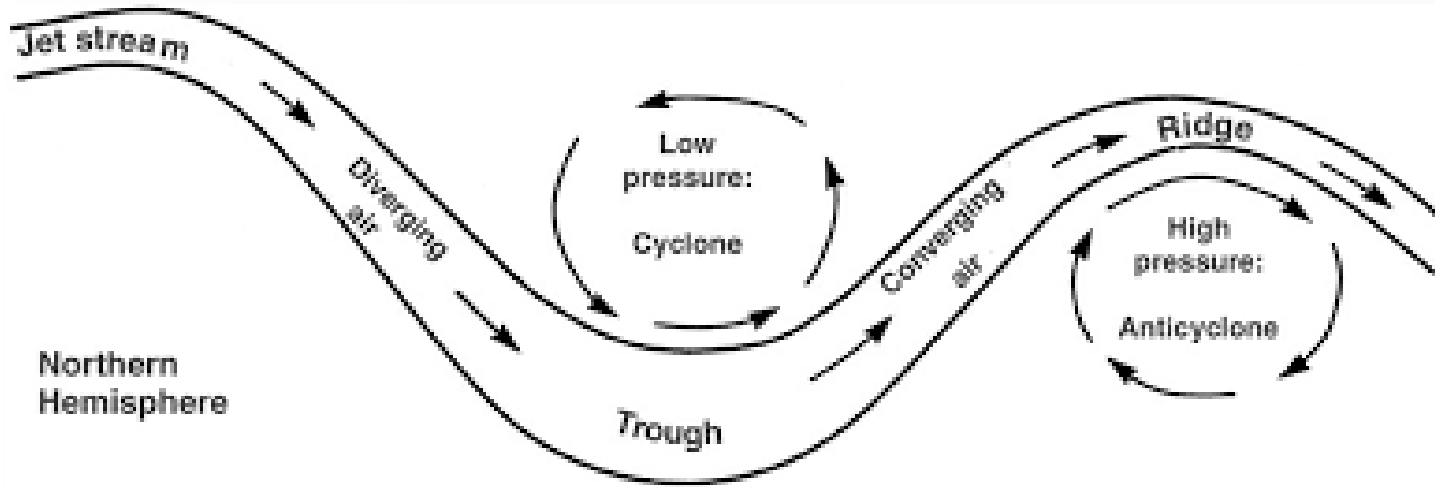 Jet stream
Diverging
air
Low
pressure:
Cyclone
Converging
air
Ridge
High
pressure:
Anticyclone
Northern
Hemisphere
Trough